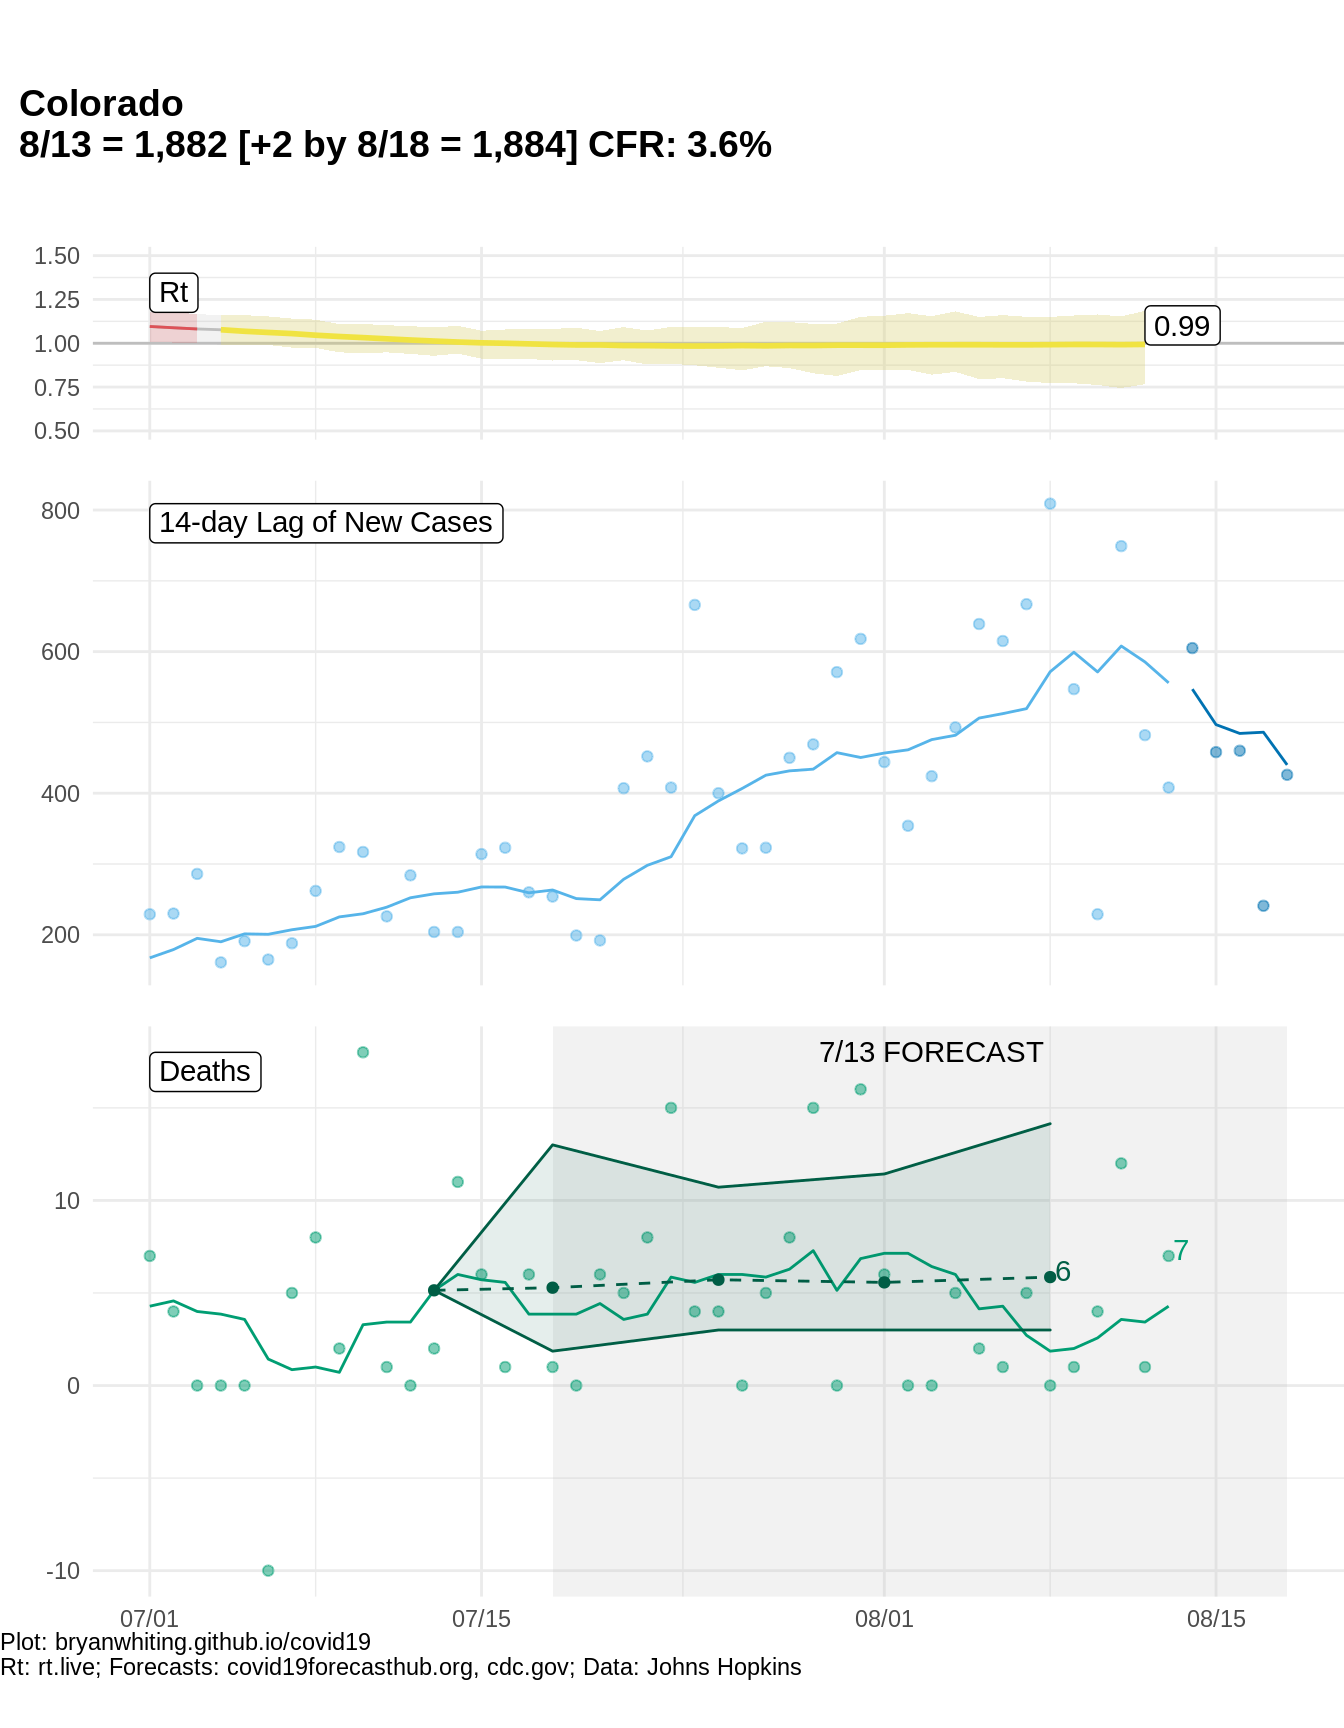 Colorado
8/13 = 1,882 [+2 by 8/18 = 1,884] CFR: 3.6%
1.50
1.25
1.00
0.75
0.50
Rt
0.99
800
600
400
200
14-day Lag of New Cases
10
0
-10
Deaths
7/13 FORECAST
7
6
07/01
07/15
08/01
08/15
Plot: bryanwhiting.github.io/covid19
Rt: rt.live; Forecasts: covid19forecasthub.org, cdc.gov; Data: Johns Hopkins